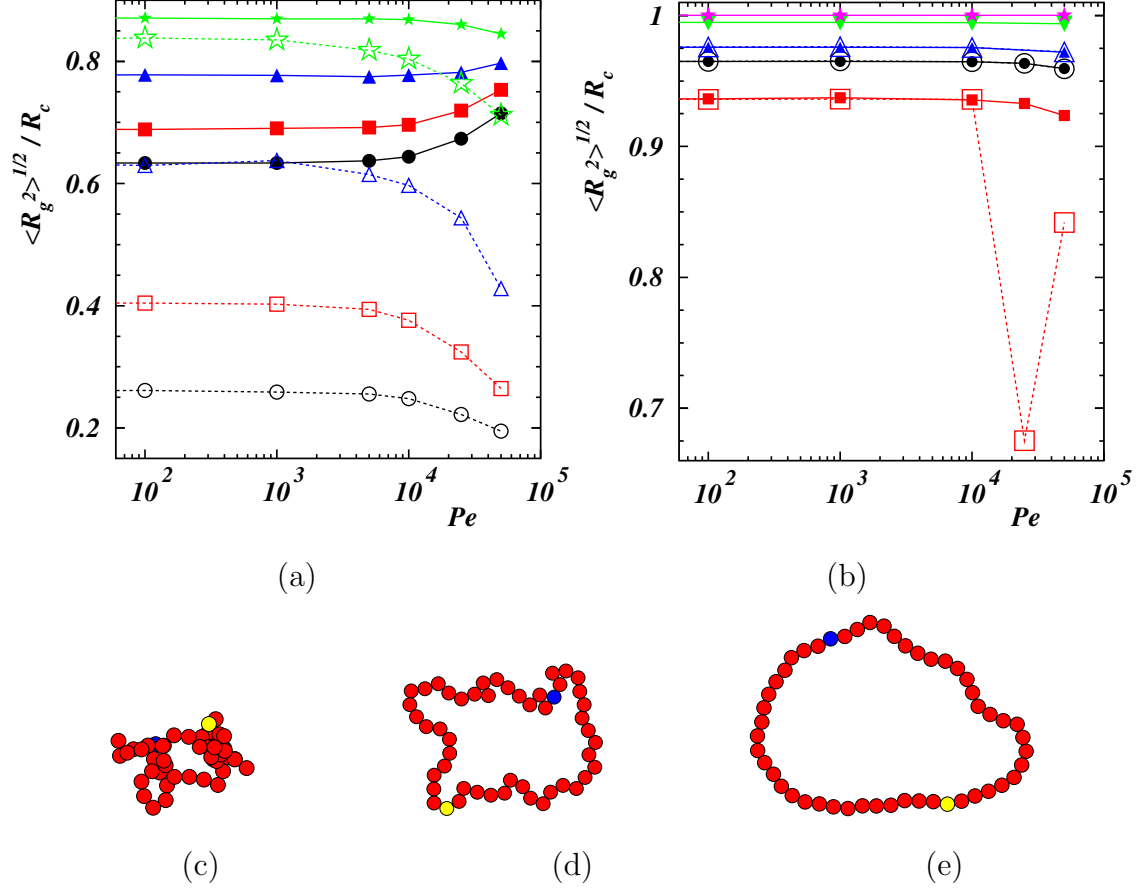 0.8
0.6
0.4
0.2
<R_g^2>^{1/2} / R_c
10^2
10^3
10^4
10^5
Pe
(a)
1
0.9
0.8
0.7
<R_g^2>^{1/2} / R_c
10^2
10^3
10^4
10^5
Pe
(b)
(c)
(d)
(e)